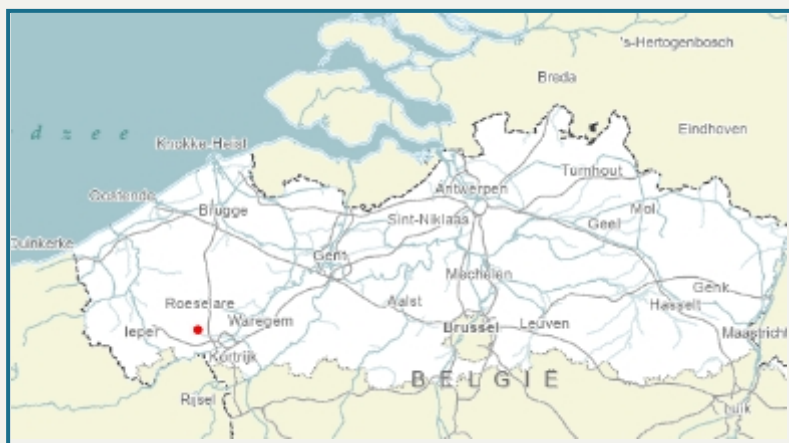 's-Hertogenbosch
Breda
dzee
Eindhoven
Knokke-Heist
Turnhout
Antwerpen
Oostende
Brugge
Sint-Niklaas
Geel
Mol
Duinkerke
Gent
Mechelen
Genk
Roeselare
Aalst
Hasselt
Ieper
Waregem
Brussel
Leuven
Maastricht
Kortrijk
BELGIË
Rijsel
Luik